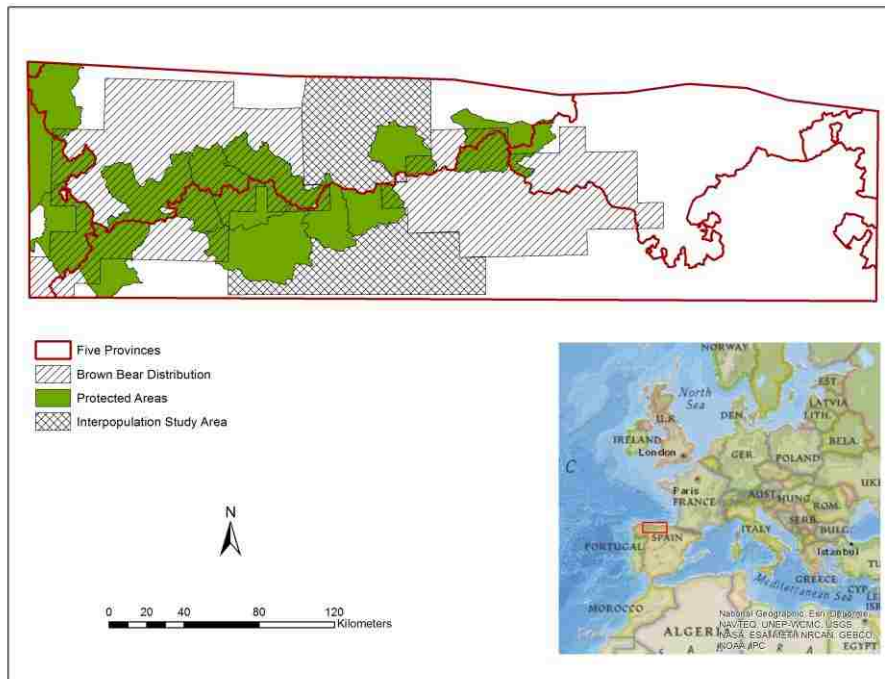 Five Provinces
Brown Bear Distribution
Protected Areas
Interpopulation Study Area
N
0 10 20 40 80 120
Kilometers
NORWAY
North
Sea
U.K.
DEN.
EST.
LATVIA
LITH.
IRELAND
London
BELA.
GER.
POLAND
C
Paris
FRANCE
UKR
AUST.
HUNG.
ROM.
SERB.
BULG.
ITALY
SPAIN
PORTUGAL
Istanbul
GREECE
TU
Mediterranean Sea
CYP.
MOROCCO
ALGERIA
National Geographic, Esri, DeLorme,
NAVTEQ, UNEP-WCMC, USGS,
NASA, ESA, METI, NRCAN, GEBCO,
NOAA, iPC
EGYPT